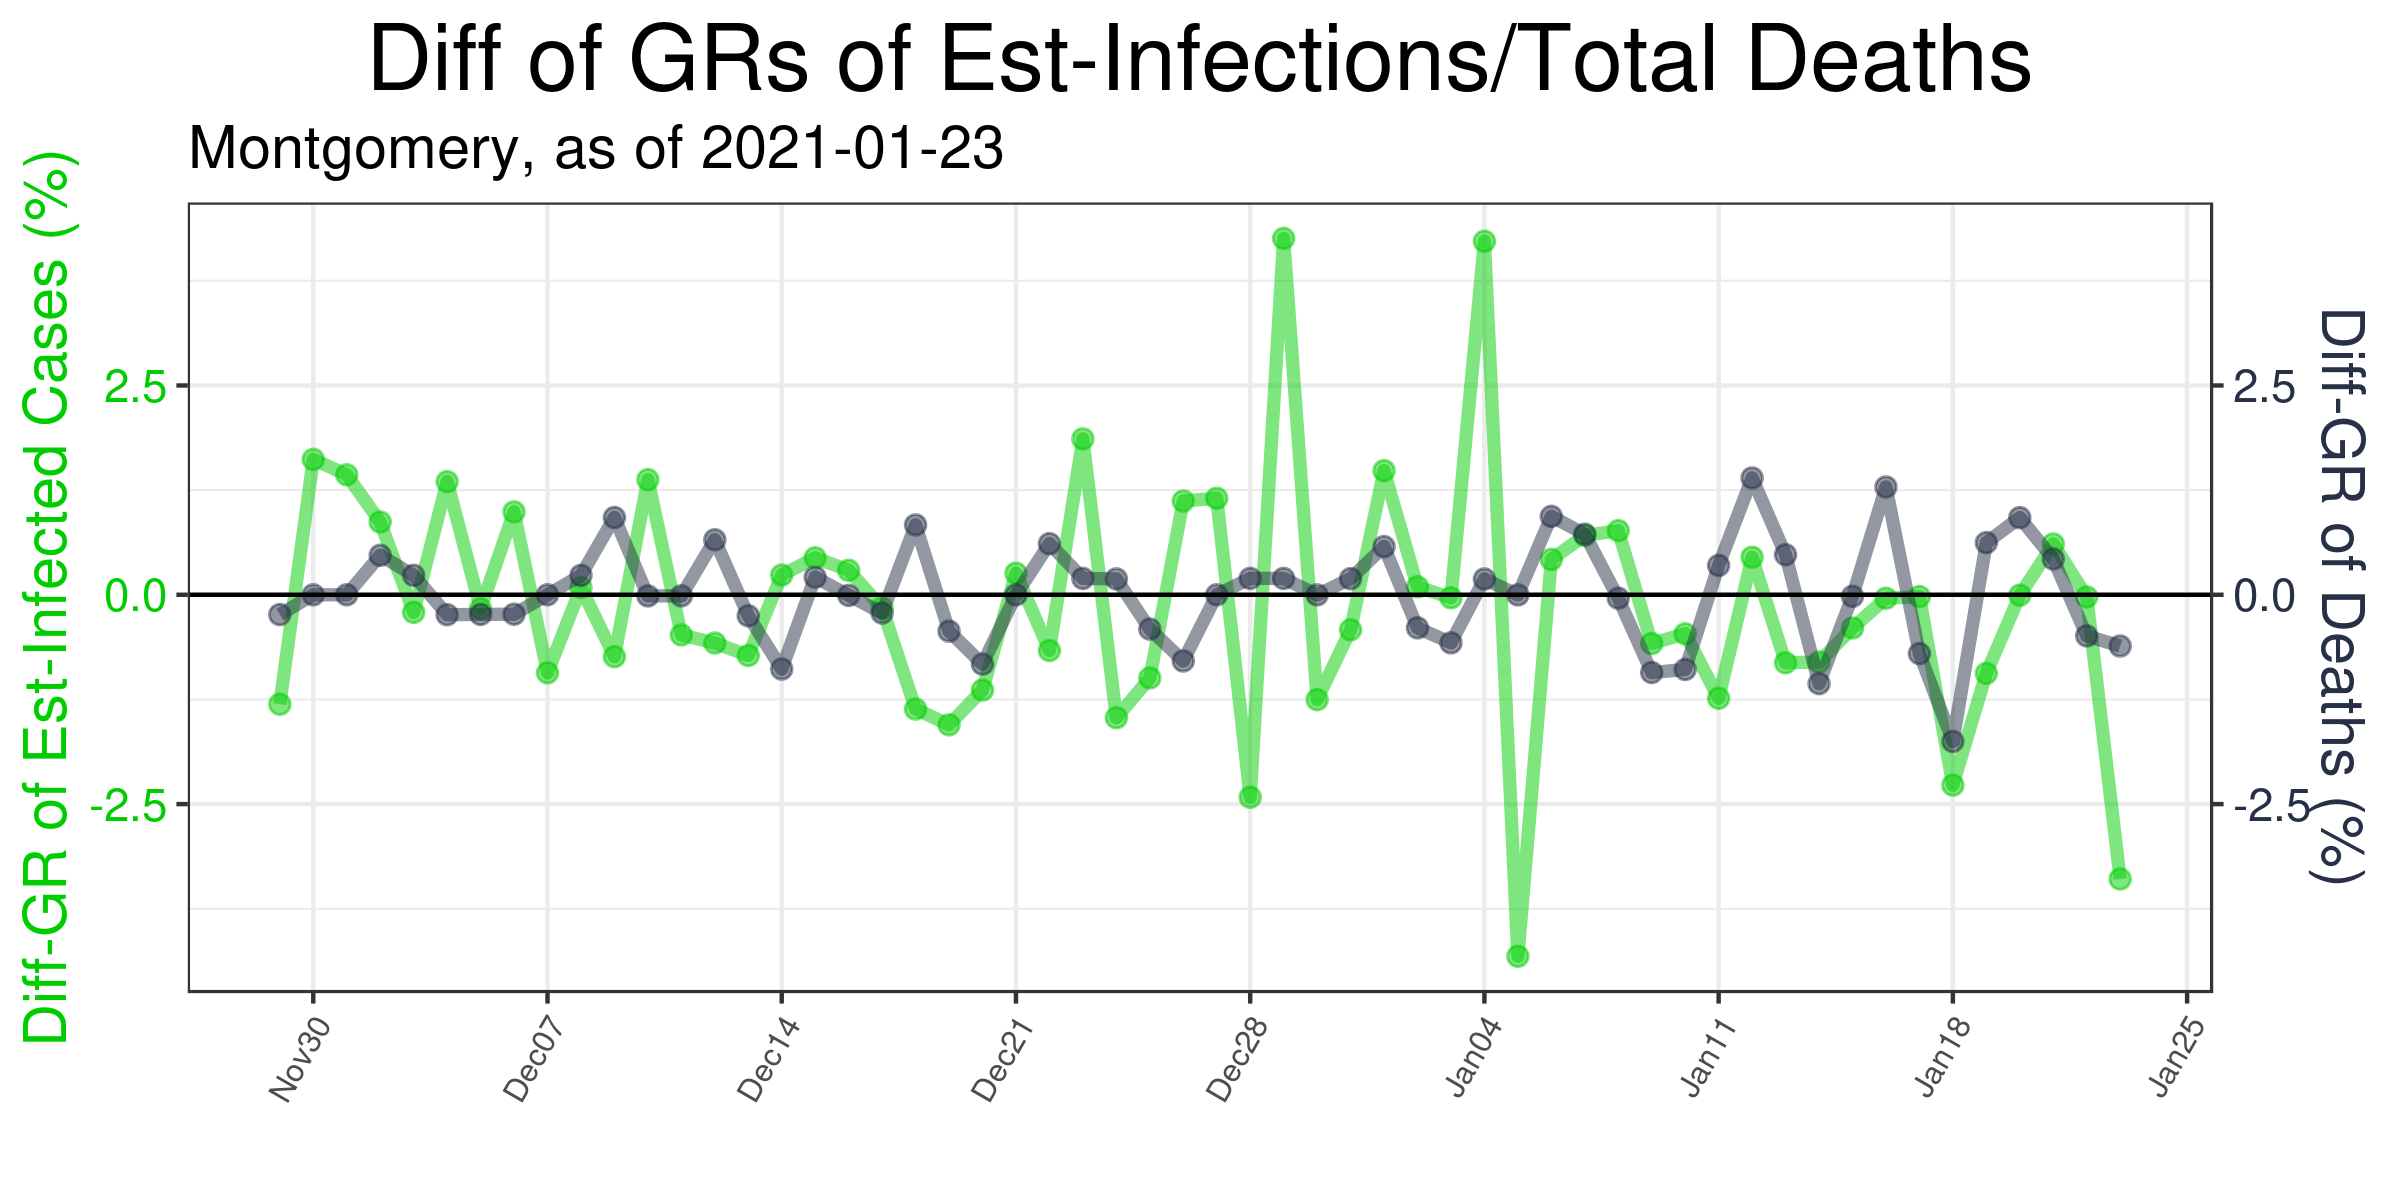 Diff of GRs of Est-Infections/Total Deaths
Montgomery, as of 2021-01-23
Diff-GR of Est-Infected Cases (%)
2.5
0.0
-2.5
2.5
0.0
-2.5
Diff-GR of Deaths (%)
Nov30
Dec07
Dec14
Dec21
Dec28
Jan04
Jan11
Jan18
Jan25